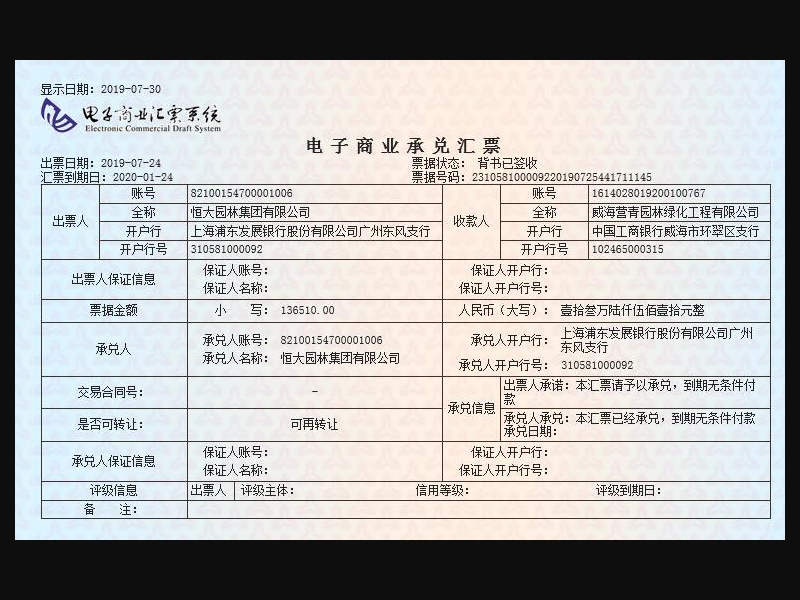 显示日期：2019-07-30
电子商业汇票系统
Electronic Commercial Draft System
电子商业承兑汇票
出票日期：2019-07-24 票据状态： 背书已签收
汇票到期日：2020-01-24 票据号码：231058100009220190725441711145
出票人 账号 82100154700001006 收款人 账号 1614028019200100767
全称 恒大园林集团有限公司 全称 威海营青园林绿化工程有限公司
开户行 上海浦东发展银行股份有限公司广州东风支行 开户行 中国工商银行威海市环翠区支行
开户行号 310581000092 开户行号 102465000315
出票人保证信息 保证人账号： 保证人开户行：
保证人名称： 保证人开户行号：
票据金额 小 写： 136510.00 人民币（大写）： 壹拾叁万陆仟伍佰壹拾元整
承兑人 承兑人账号： 82100154700001006 承兑人开户行： 上海浦东发展银行股份有限公司广州
东风支行
承兑人名称： 恒大园林集团有限公司 承兑人开户行号： 310581000092
交易合同号： - 承兑信息 出票人承诺：本汇票请予以承兑，到期无条件付
款
是否可转让： 可再转让 承兑人承兑：本汇票已经承兑，到期无条件付款
承兑日期：
承兑人保证信息 保证人账号： 保证人开户行：
保证人名称： 保证人开户行号：
评级信息 出票人 评级主体： 信用等级： 评级到期日：
备 注：